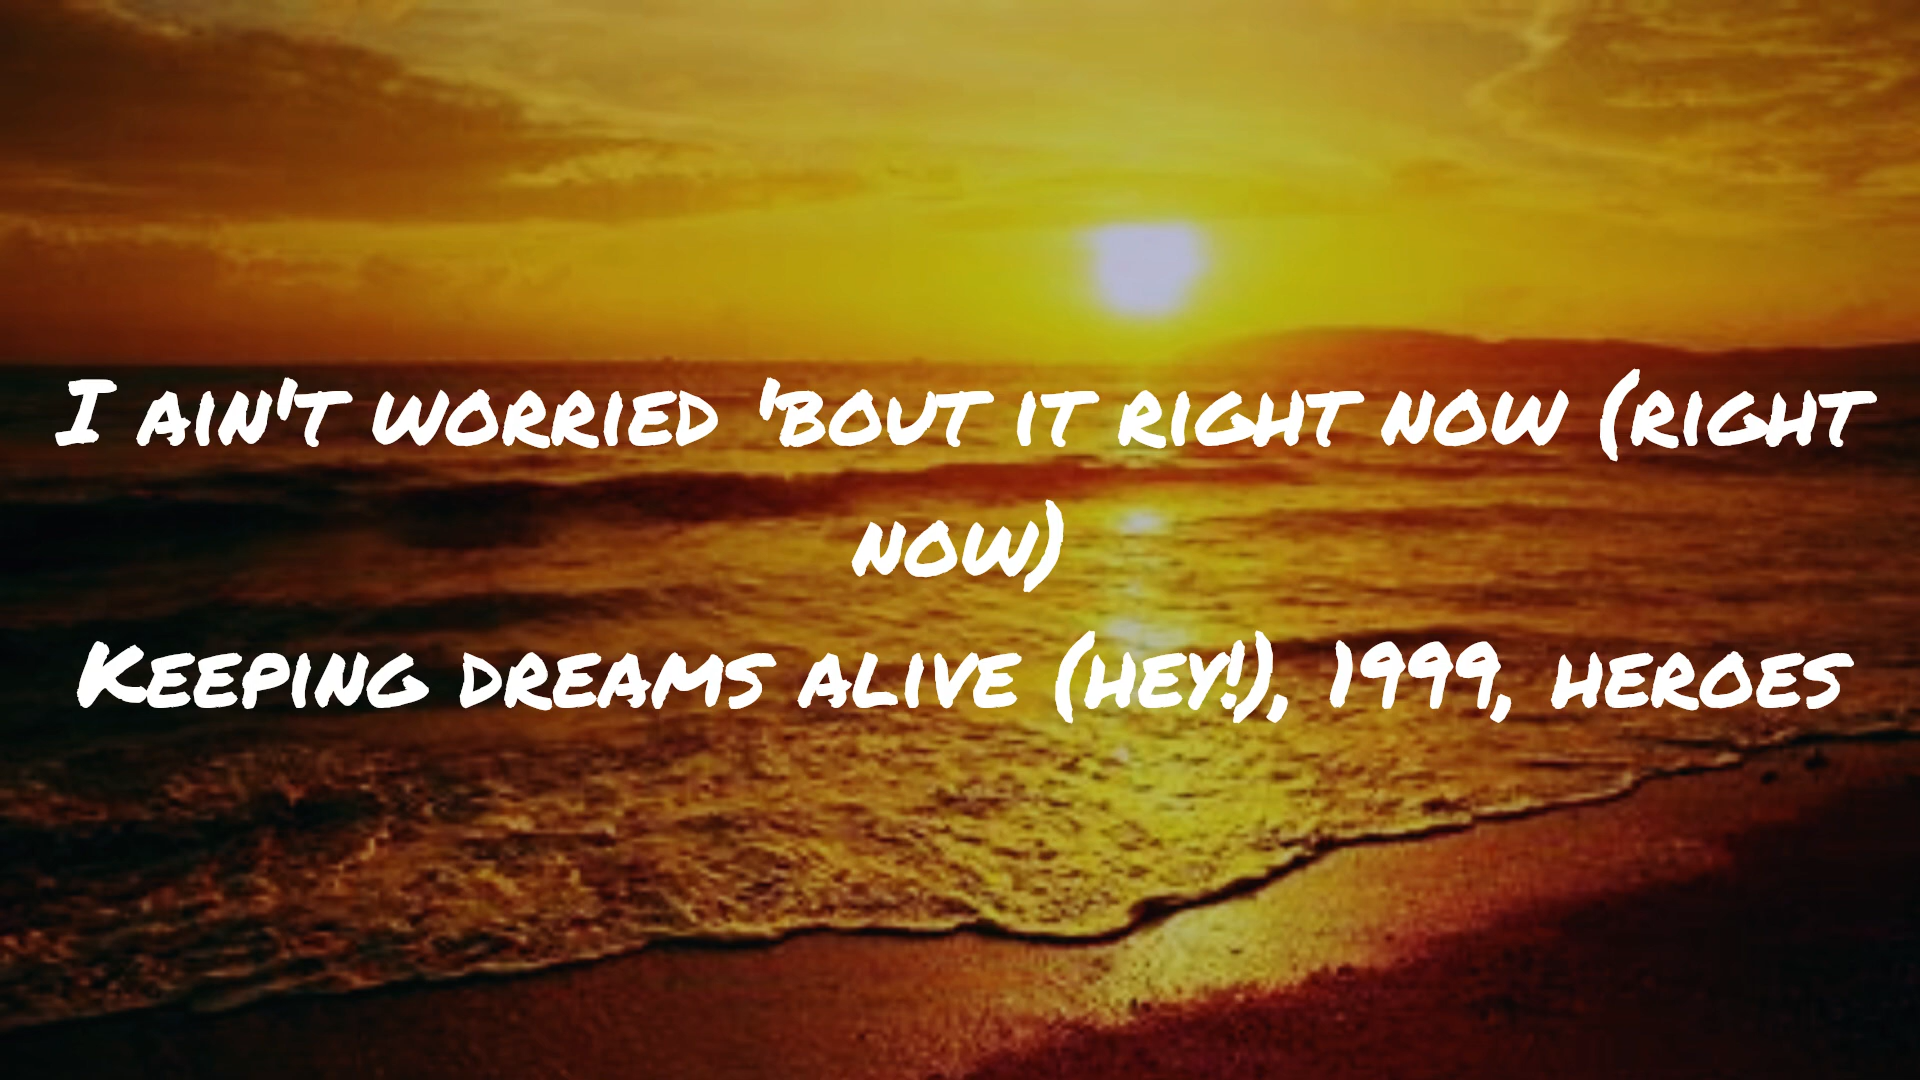 I ain't worried 'bout it right now (right
now)
Keeping dreams alive (hey!), 1999, heroes